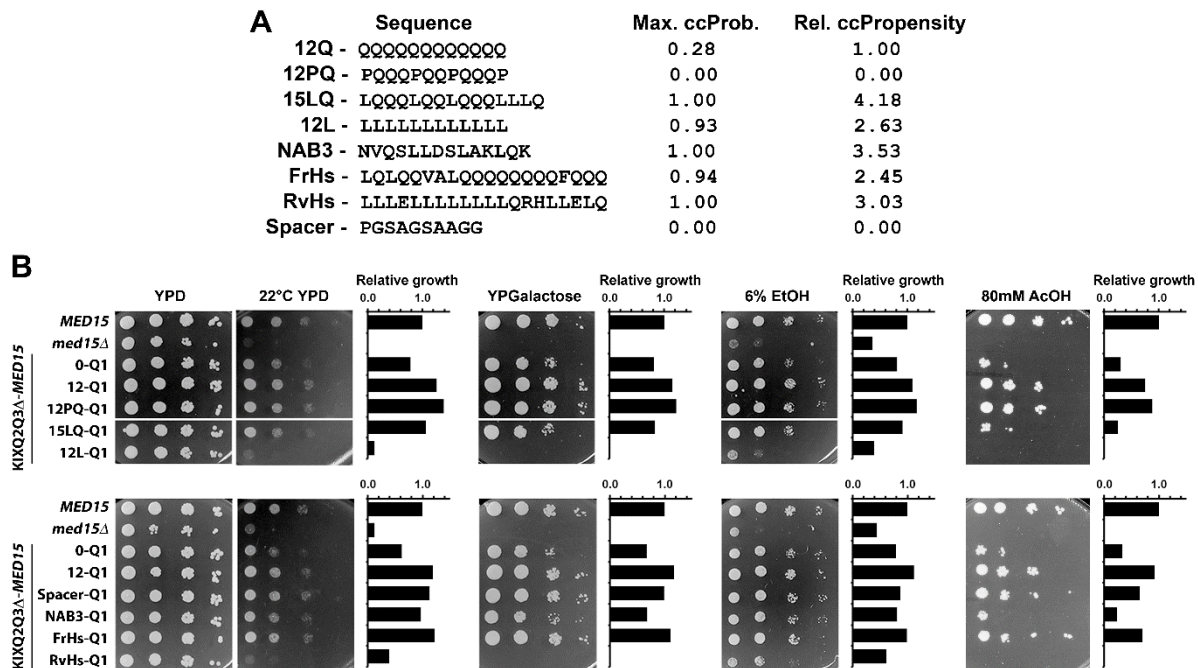 A
Sequence Max. ccProb. Rel. ccPropensity
12Q - QQQQQQQQQQQQ 0.28 1.00
12PQ - PQQQPQQPQQQP 0.00 0.00
15LQ - LQQQLQQLQQQLLLQ 1.00 4.18
12L - LLLLLLLLLLLL 0.93 2.63
NAB3 - NVQSLLDSLAKLQK 1.00 3.53
FrHs - LQLQQVALQQQQQQQQFQQQ 0.94 2.45
RvHs - LLLELLLLLLLLQRHLLELQ 1.00 3.03
Spacer - PGSAGSAAGG 0.00 0.00
B
Relative growth Relative growth Relative growth Relative growth
YPD 22°C YPD 0.0 1.0 YPGalactose 0.0 1.0 6% EtOH 0.0 1.0 80mM AcOH 0.0 1.0
MED15
med15Δ
KIXQ2Q3Δ-MED15
0-Q1
12-Q1
12PQ-Q1
15LQ-Q1
12L-Q1
0.0 1.0 0.0 1.0 0.0 1.0 0.0 1.0
MED15
med15Δ
KIXQ2Q3Δ-MED15
0-Q1
12-Q1
Spacer-Q1
NAB3-Q1
FrHs-Q1
RvHs-Q1